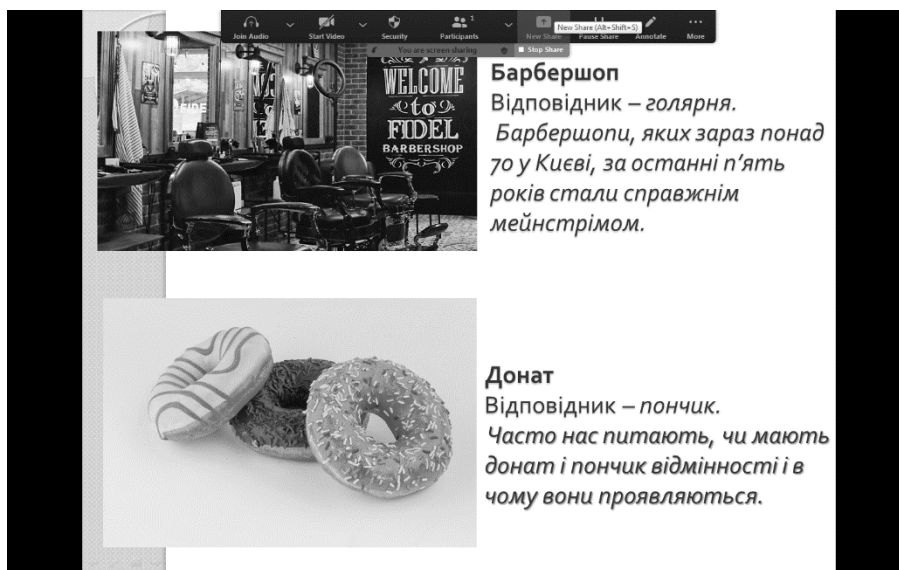 Join Audio
Start Video
Security
Participants
1
New Share
Pause Share
Annotate
More
New Share (Alt+Shift+S)
You are screen sharing
Stop Share
WELCOME
to
FIDEL
BARBERSHOP
Барбершоп
Відповідник – голярня.
Барбершопи, яких зараз понад
70 у Києві, за останні п’ять
років стали справжнім
мейнстрімом.
Донат
Відповідник – пончик.
Часто нас питають, чи мають
донат і пончик відмінності і в
чому вони проявляються.